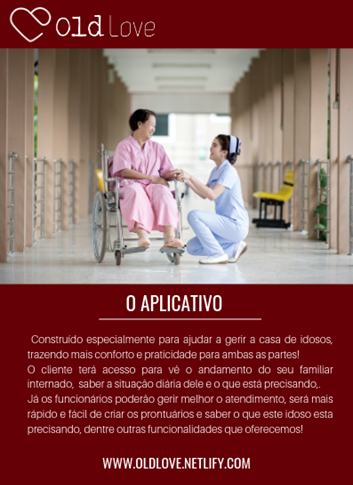 old Love
O APLICATIVO
Construído especialmente para ajudar a gerir a casa de idosos,
trazendo mais conforto e praticidade para ambas as partes!
O cliente terá acesso para vê o andamento do seu familiar
internado, saber a situação diária dele e o que está precisando,.
Já os funcionários poderão gerir melhor o atendimento, será mais
rápido e fácil de criar os prontuários e saber o que este idoso esta
precisando, dentre outras funcionalidades que oferecemos!
WWW.OLDLOVE.NETLIFY.COM